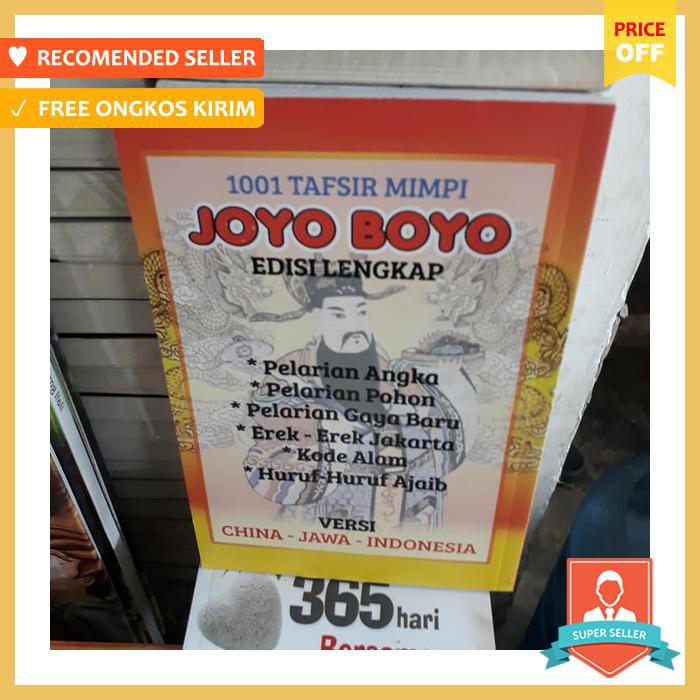 RECOMENDED SELLER
✓ FREE ONGKOS KIRIM
PRICE
OFF
1001 TAFSIR MIMPI
JOYO BOYO
EDISI LENGKAP
* Pelarian Angka
* Pelarian Pohon
* Pelarian Gaya Baru
* Erek - Erek Jakarta
* Kode Alam
* Huruf-Huruf Ajaib
VERSI
CHINA - JAWA - INDONESIA
365 hari
SUPER SELLER